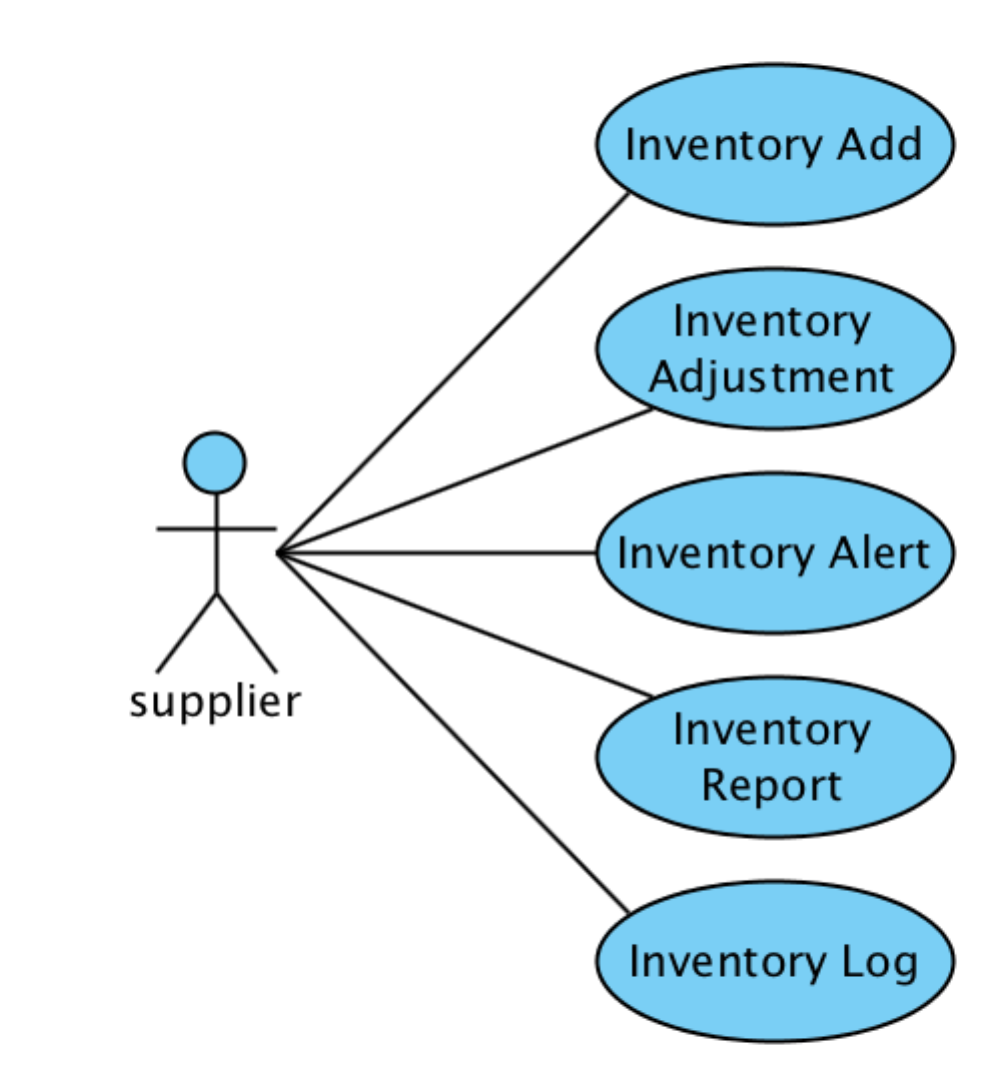 Inventory Add
Inventory
Adjustment
Inventory Alert
supplier
Inventory
Report
Inventory Log